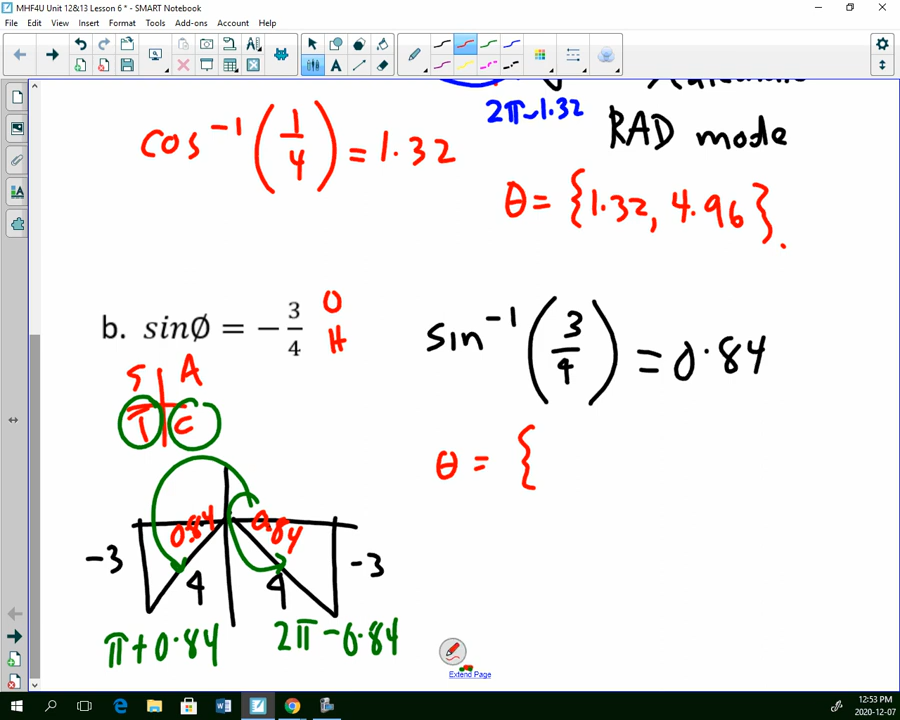 MHF4U Unit 12&13 Lesson 6 * - SMART Notebook
File Edit View Insert Format Tools Add-ons Account Help
2π-1.32
RAD mode
cos⁻¹(1/4) = 1.32
θ = {1.32, 4.96}.
b. sin∅ = − 3/4
O
H
sin⁻¹(3/4) = 0.84
S A
T C
θ = {
0.84 0.84
-3 4 4 -3
π+0.84 2π-0.84
Extend Page
12:53 PM
2020-12-07